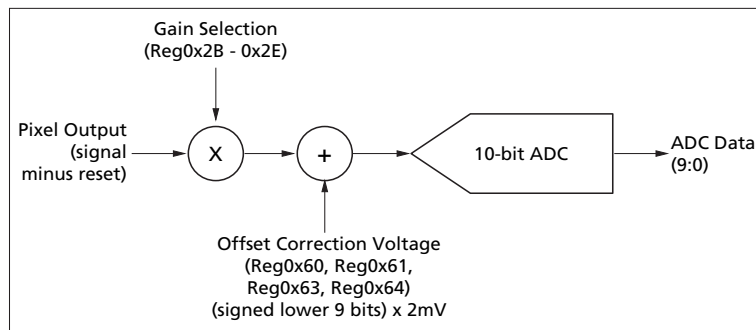 Gain Selection
(Reg0x2B - 0x2E)
Pixel Output
(signal
minus reset)
X
+
10-bit ADC
ADC Data
(9:0)
Offset Correction Voltage
(Reg0x60, Reg0x61,
Reg0x63, Reg0x64)
(signed lower 9 bits) x 2mV